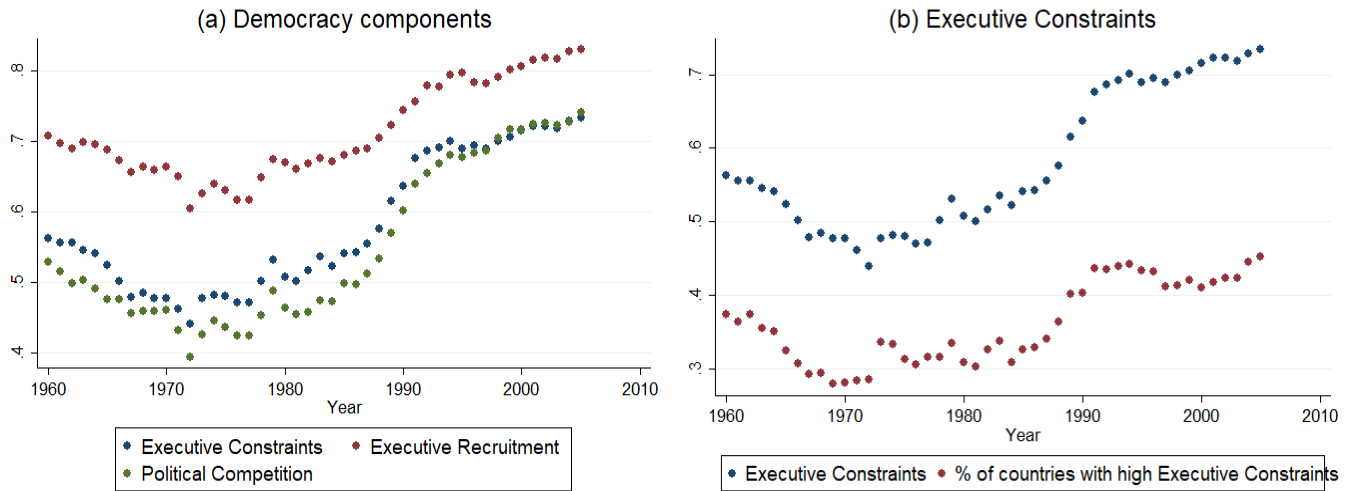 (a) Democracy components
.8
.7
.6
.5
.4
1960 1970 1980 1990 2000 2010
Year
Executive Constraints Executive Recruitment
Political Competition
(b) Executive Constraints
.7
.6
.5
.4
.3
1960 1970 1980 1990 2000 2010
Year
Executive Constraints % of countries with high Executive Constraints